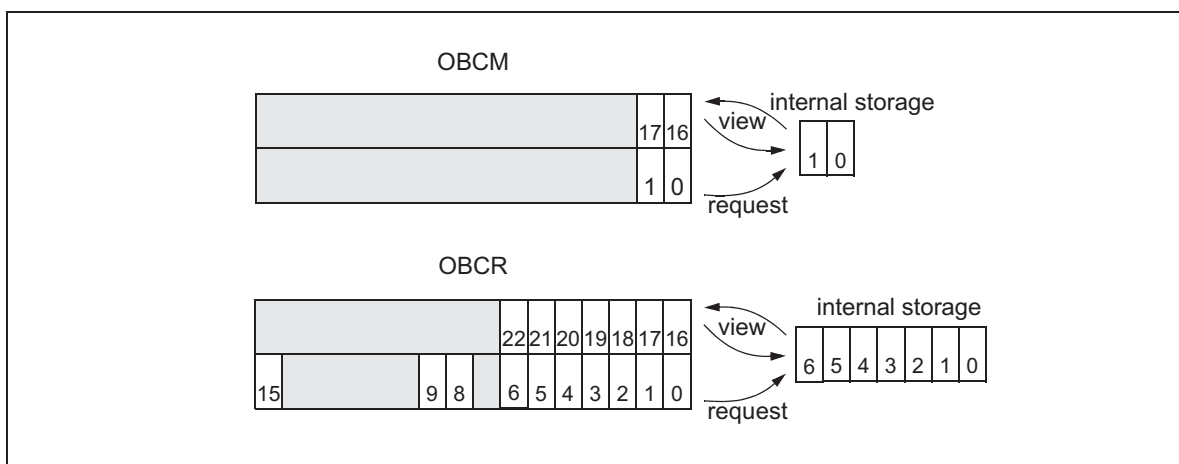 OBCM
internal storage
17 16
view
1 0
1 0
request
OBCR
internal storage
22 21 20 19 18 17 16
view
6 5 4 3 2 1 0
15 9 8 6 5 4 3 2 1 0
request